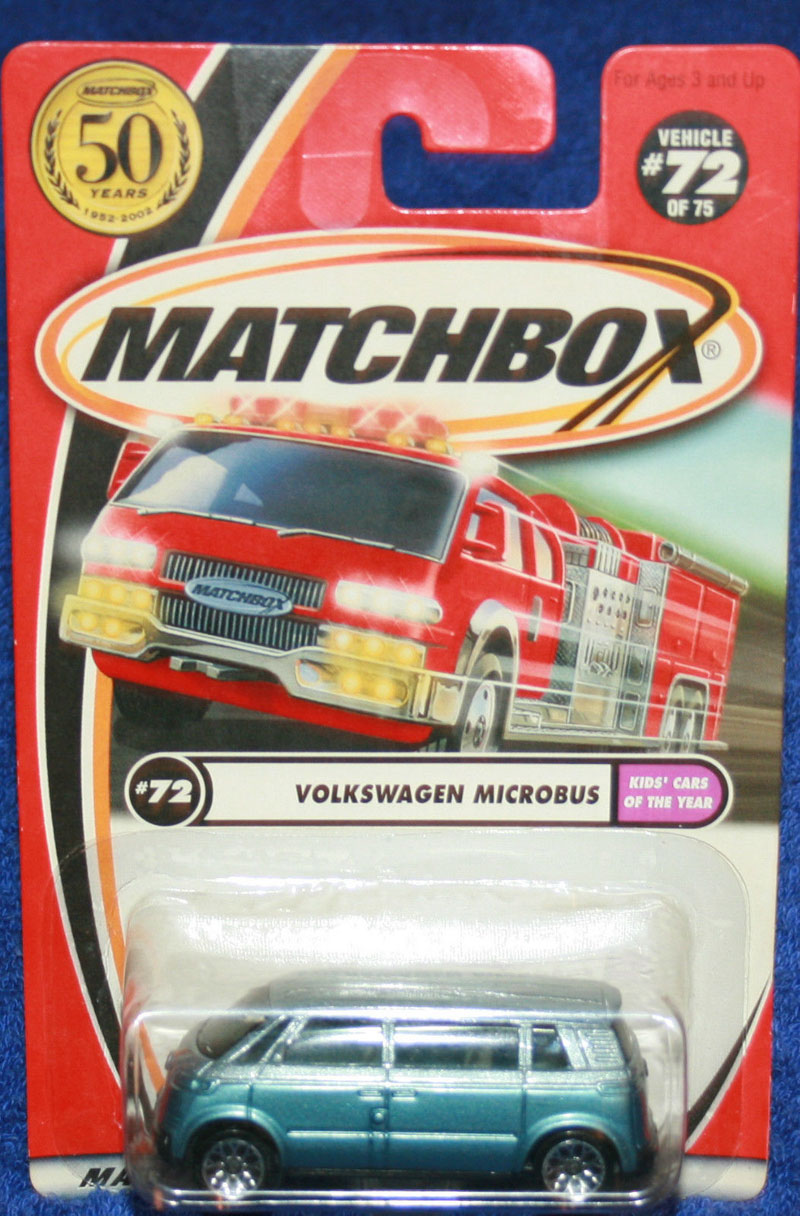 MATCHBOX
50
YEARS
1952-2002
For Ages 3 and Up
VEHICLE
#72
OF 75
MATCHBOX®
MATCHBOX
#72
VOLKSWAGEN MICROBUS
KIDS' CARS
OF THE YEAR
MA